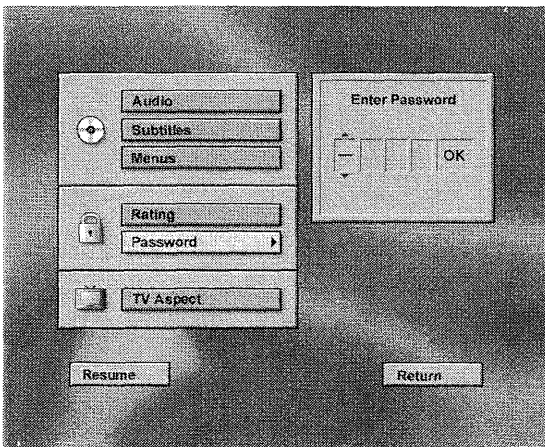 Audio
Subtitles
Menus
Rating
Password
TV Aspect
Enter Password
OK
Resume
Return